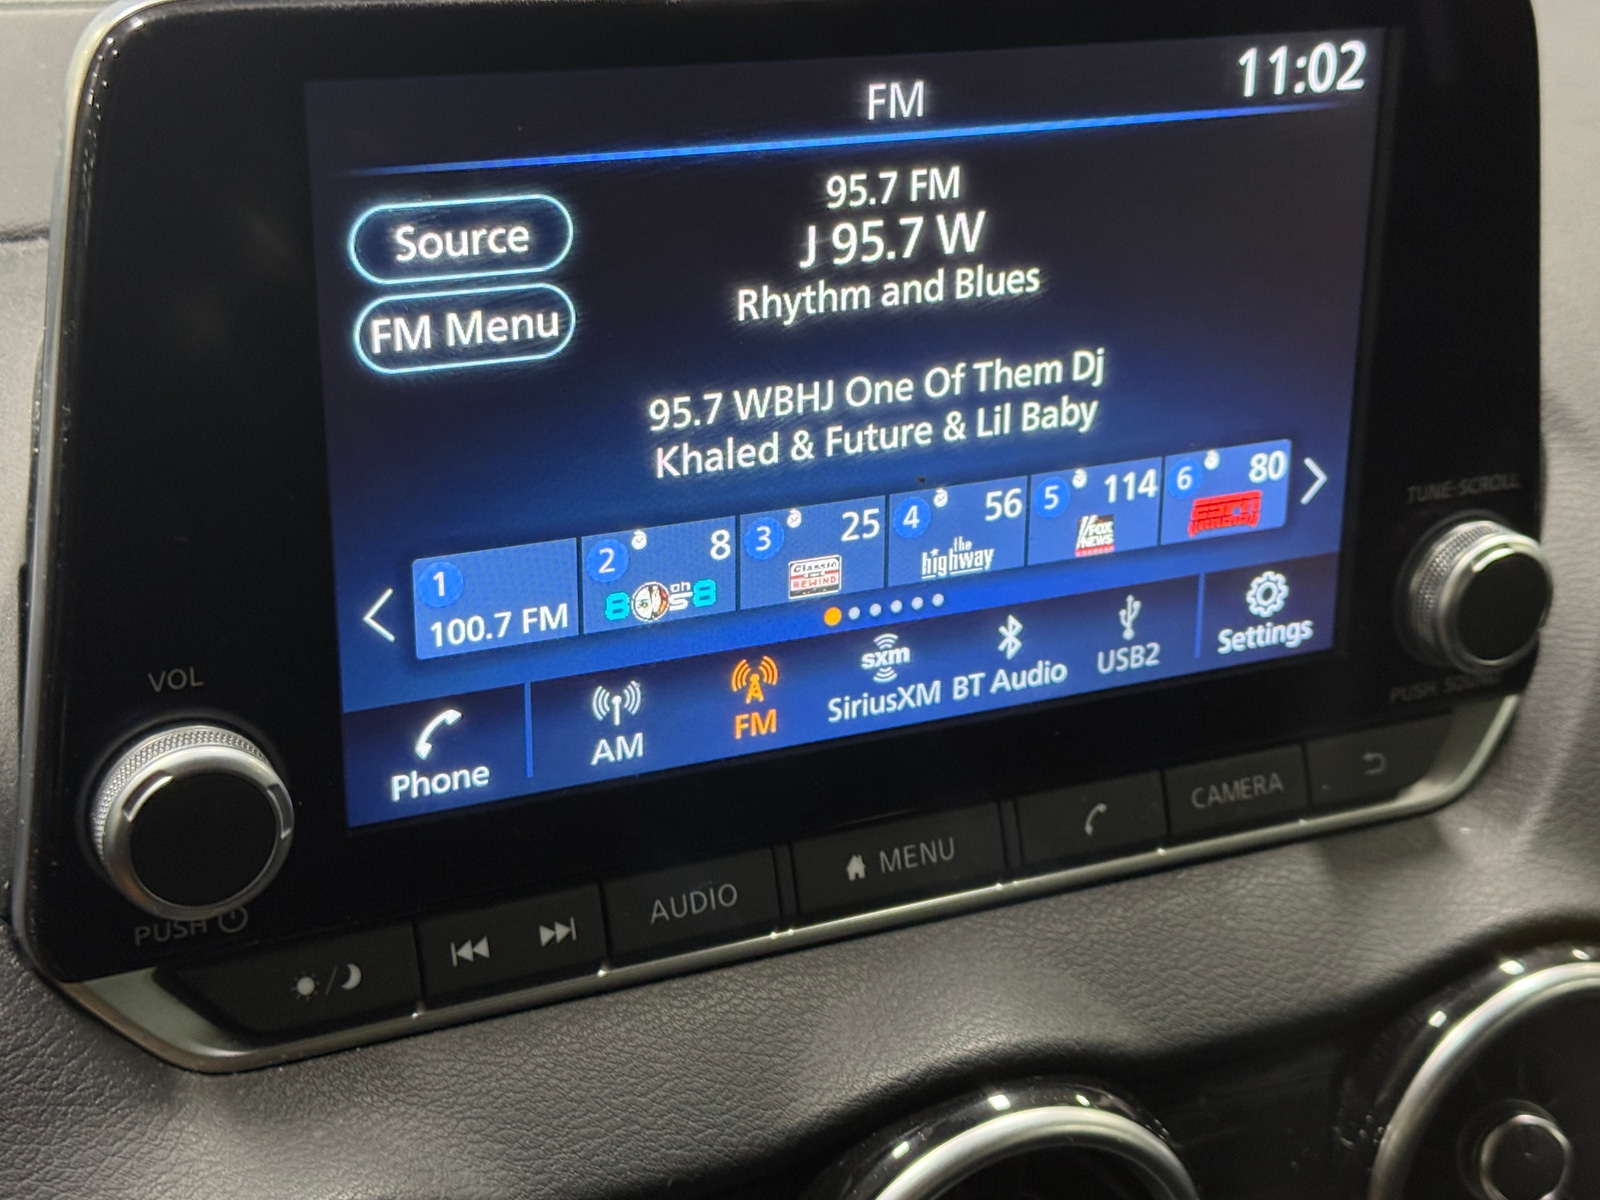 FM
11:02
Source
FM Menu
95.7 FM
J 95.7 W
Rhythm and Blues
95.7 WBHJ One Of Them Dj
Khaled & Future & Lil Baby
1
100.7 FM
2
8
3
25
Classic
REWIND
4
56
the
highway
5
114
FOX
NEWS
6
80
ESPN
Phone
AM
FM
sxm
SiriusXM
BT Audio
USB2
Settings
VOL
PUSH
TUNE·SCROLL
PUSH SOUND
AUDIO
MENU
CAMERA